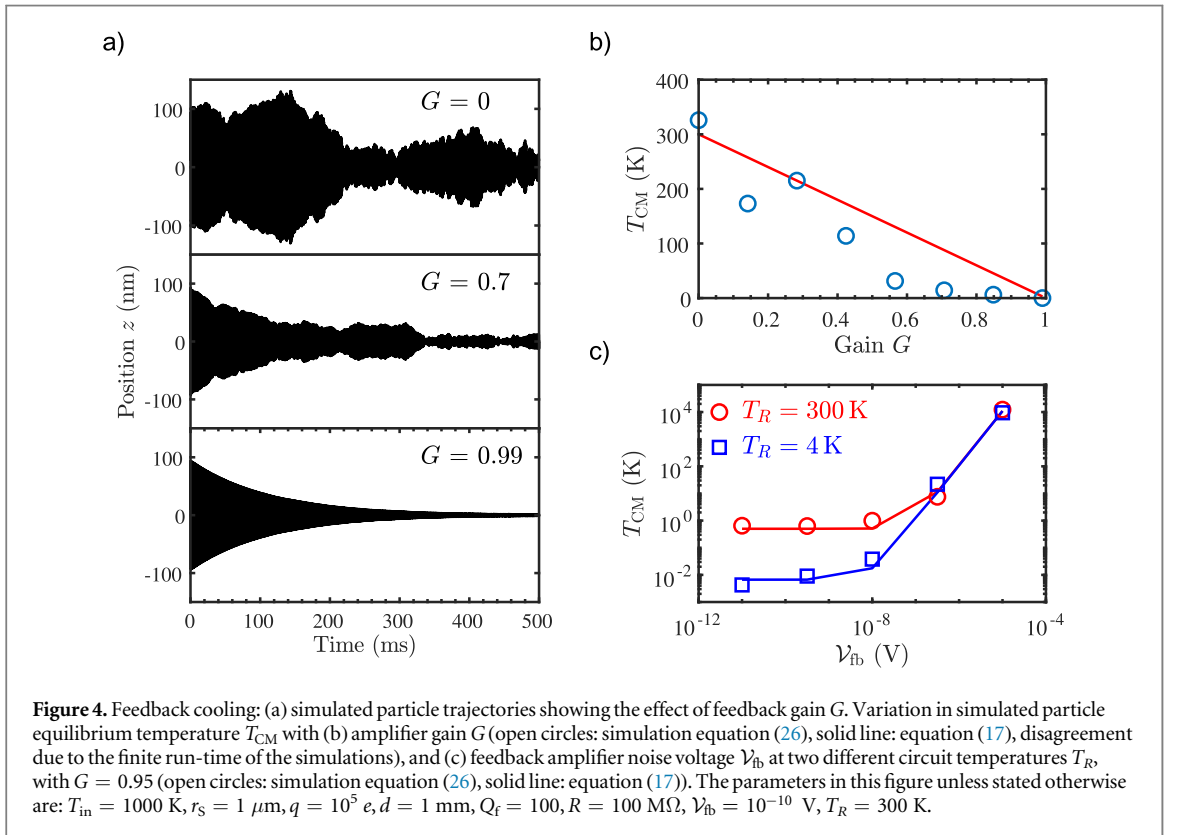 a)
G = 0
100
0
-100
G = 0.7
100
0
-100
Position z (nm)
G = 0.99
100
0
-100
0 100 200 300 400 500
Time (ms)
b)
400
300
200
100
0
T_CM (K)
0 0.2 0.4 0.6 0.8 1
Gain G
c)
T_R = 300 K
T_R = 4 K
10^4
10^2
10^0
10^-2
T_CM (K)
10^-12 10^-8 10^-4
𝒱_fb (V)
Figure 4. Feedback cooling: (a) simulated particle trajectories showing the effect of feedback gain G. Variation in simulated particle
equilibrium temperature T_CM with (b) amplifier gain G (open circles: simulation equation (26), solid line: equation (17), disagreement
due to the finite run-time of the simulations), and (c) feedback amplifier noise voltage 𝒱_fb at two different circuit temperatures T_R,
with G = 0.95 (open circles: simulation equation (26), solid line: equation (17)). The parameters in this figure unless stated otherwise
are: T_in = 1000 K, r_S = 1 μm, q = 10^5 e, d = 1 mm, Q_f = 100, R = 100 MΩ, 𝒱_fb = 10^-10 V, T_R = 300 K.